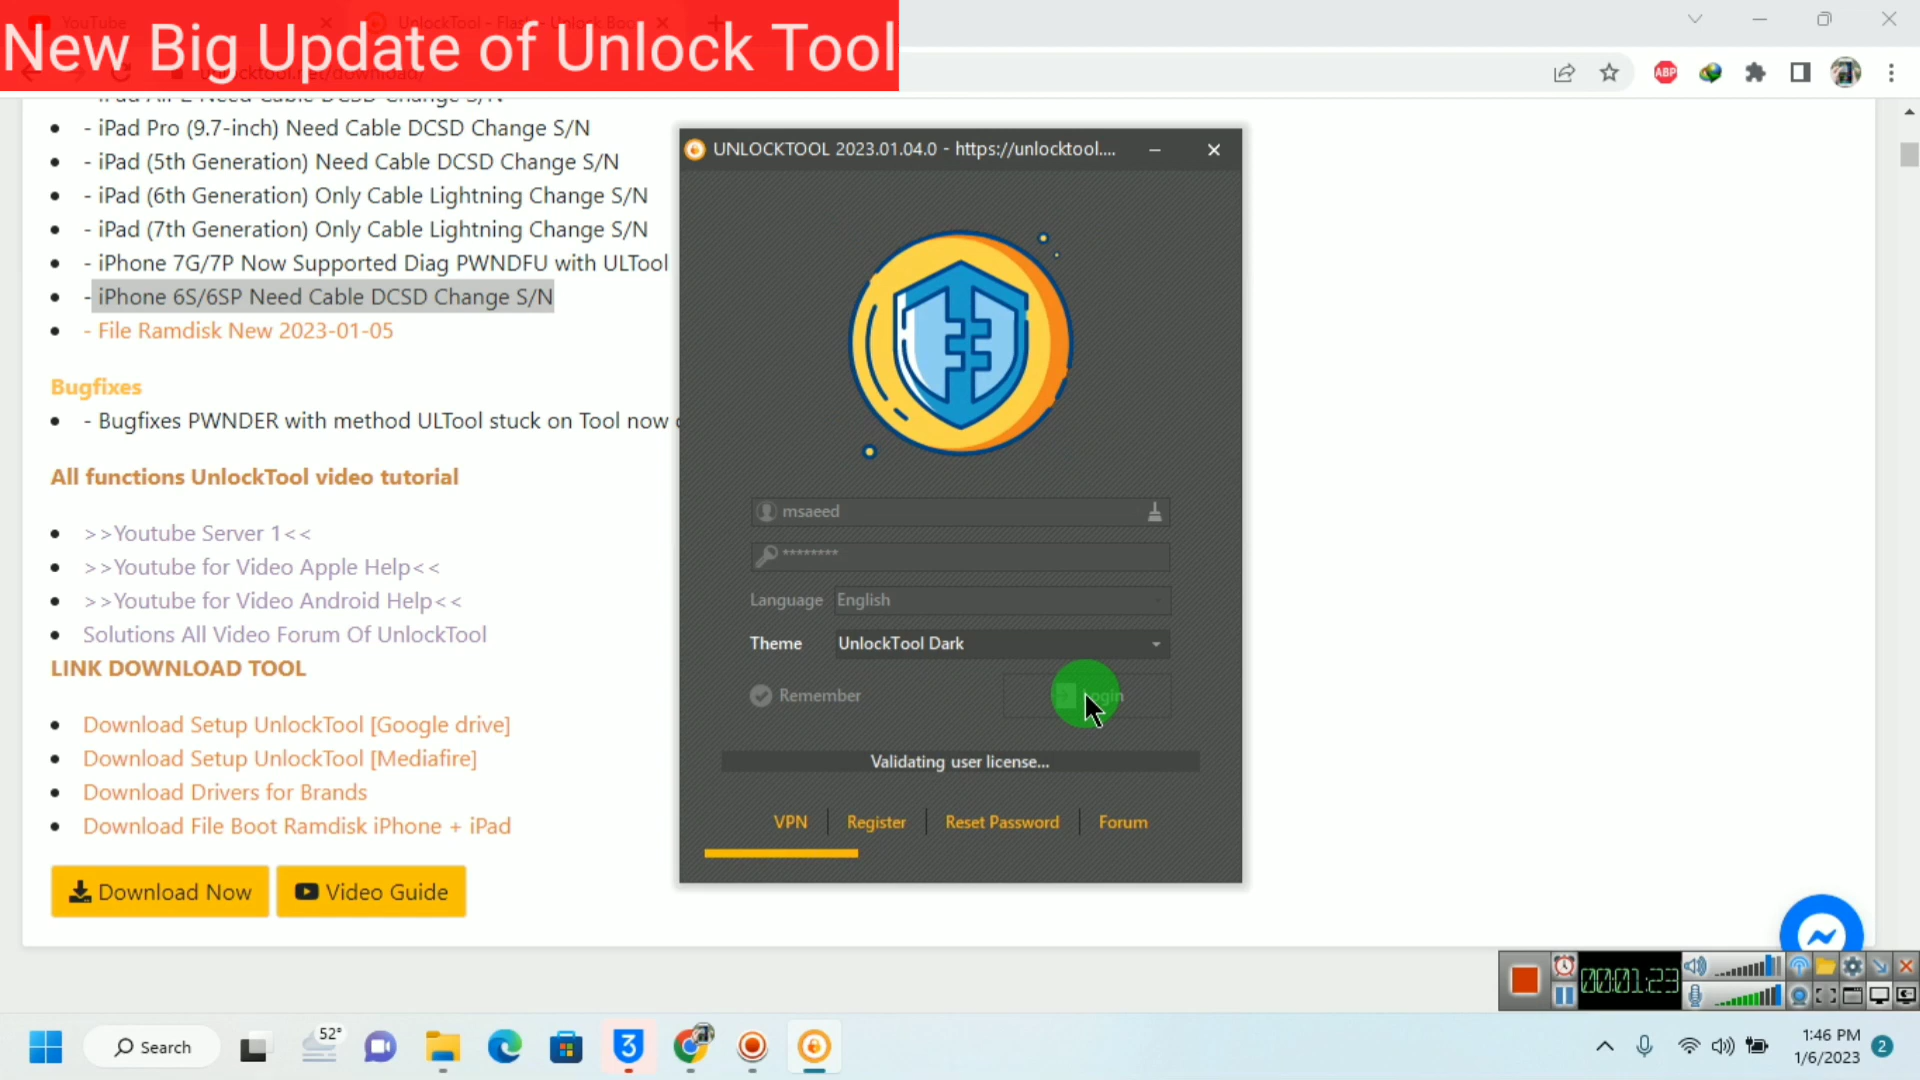 New Big Update of Unlock Tool
- iPad Pro (9.7-inch) Need Cable DCSD Change S/N
- iPad (5th Generation) Need Cable DCSD Change S/N
- iPad (6th Generation) Only Cable Lightning Change S/N
- iPad (7th Generation) Only Cable Lightning Change S/N
- iPhone 7G/7P Now Supported Diag PWNDFU with ULTool
- iPhone 6S/6SP Need Cable DCSD Change S/N
- File Ramdisk New 2023-01-05
Bugfixes
- Bugfixes PWNDER with method ULTool stuck on Tool now
All functions UnlockTool video tutorial
>>Youtube Server 1<<
>>Youtube for Video Apple Help<<
>>Youtube for Video Android Help<<
Solutions All Video Forum Of UnlockTool
LINK DOWNLOAD TOOL
Download Setup UnlockTool [Google drive]
Download Setup UnlockTool [Mediafire]
Download Drivers for Brands
Download File Boot Ramdisk iPhone + iPad
Download Now
Video Guide
UNLOCKTOOL 2023.01.04.0 - https://unlocktool....
msaeed
********
Language English
Theme UnlockTool Dark
Remember
Login
Validating user license...
VPN Register Reset Password Forum
ABP
00:01:23
Search
52°
3
1:46 PM
1/6/2023
2